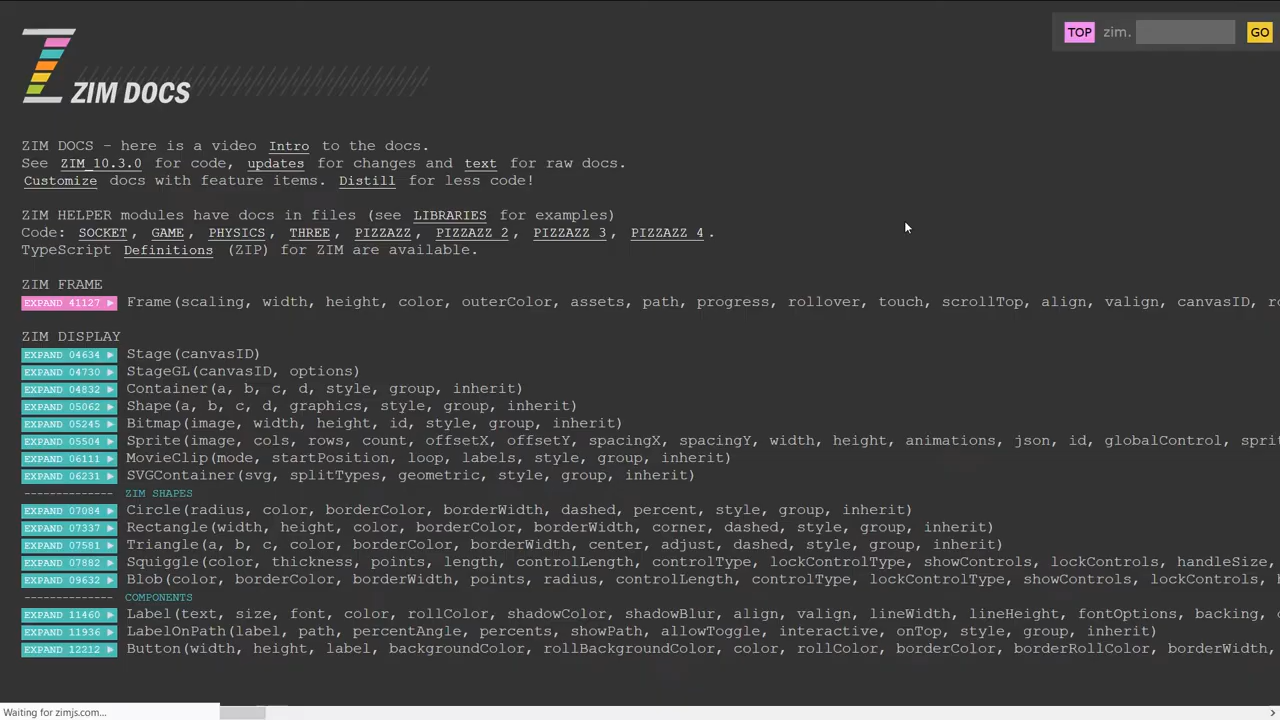 TOP zim. GO
ZIM DOCS
ZIM DOCS - here is a video Intro to the docs.
See ZIM_10.3.0 for code, updates for changes and text for raw docs.
Customize docs with feature items. Distill for less code!
ZIM HELPER modules have docs in files (see LIBRARIES for examples)
Code: SOCKET, GAME, PHYSICS, THREE, PIZZAZZ, PIZZAZZ 2, PIZZAZZ 3, PIZZAZZ 4.
TypeScript Definitions (ZIP) for ZIM are available.
ZIM FRAME
EXPAND 41127 ▶ Frame(scaling, width, height, color, outerColor, assets, path, progress, rollover, touch, scrollTop, align, valign, canvasID, ro
ZIM DISPLAY
EXPAND 04634 ▶ Stage(canvasID)
EXPAND 04730 ▶ StageGL(canvasID, options)
EXPAND 04832 ▶ Container(a, b, c, d, style, group, inherit)
EXPAND 05062 ▶ Shape(a, b, c, d, graphics, style, group, inherit)
EXPAND 05245 ▶ Bitmap(image, width, height, id, style, group, inherit)
EXPAND 05504 ▶ Sprite(image, cols, rows, count, offsetX, offsetY, spacingX, spacingY, width, height, animations, json, id, globalControl, sprit
EXPAND 06111 ▶ MovieClip(mode, startPosition, loop, labels, style, group, inherit)
EXPAND 06231 ▶ SVGContainer(svg, splitTypes, geometric, style, group, inherit)
-------------- ZIM SHAPES
EXPAND 07084 ▶ Circle(radius, color, borderColor, borderWidth, dashed, percent, style, group, inherit)
EXPAND 07337 ▶ Rectangle(width, height, color, borderColor, borderWidth, corner, dashed, style, group, inherit)
EXPAND 07581 ▶ Triangle(a, b, c, color, borderColor, borderWidth, center, adjust, dashed, style, group, inherit)
EXPAND 07882 ▶ Squiggle(color, thickness, points, length, controlLength, controlType, lockControlType, showControls, lockControls, handleSize,
EXPAND 09632 ▶ Blob(color, borderColor, borderWidth, points, radius, controlLength, controlType, lockControlType, showControls, lockControls, h
-------------- COMPONENTS
EXPAND 11460 ▶ Label(text, size, font, color, rollColor, shadowColor, shadowBlur, align, valign, lineWidth, lineHeight, fontOptions, backing, o
EXPAND 11936 ▶ LabelOnPath(label, path, percentAngle, percents, showPath, allowToggle, interactive, onTop, style, group, inherit)
EXPAND 12312 ▶ Button(width, height, label, backgroundColor, rollBackgroundColor, color, rollColor, borderColor, borderRollColor, borderWidth,
Waiting for zimjs.com...